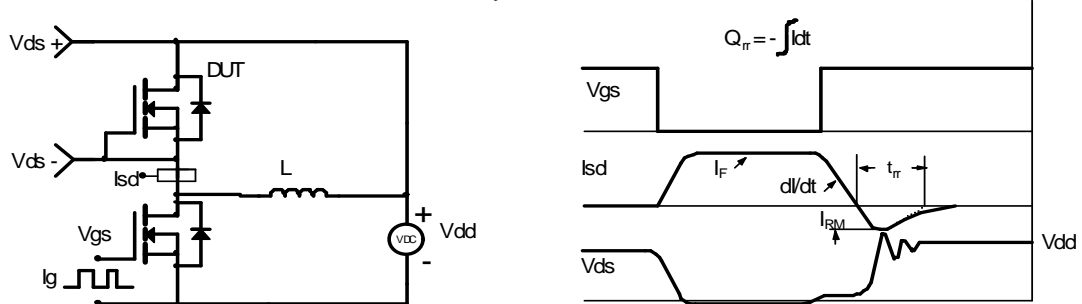 Vds +
DUT
Vds -
Isd
L
Vgs
Ig
+
VDC
-
Vdd
Qrr = - ∫Idt
Vgs
Isd
IF
dI/dt
trr
IRM
Vds
Vdd